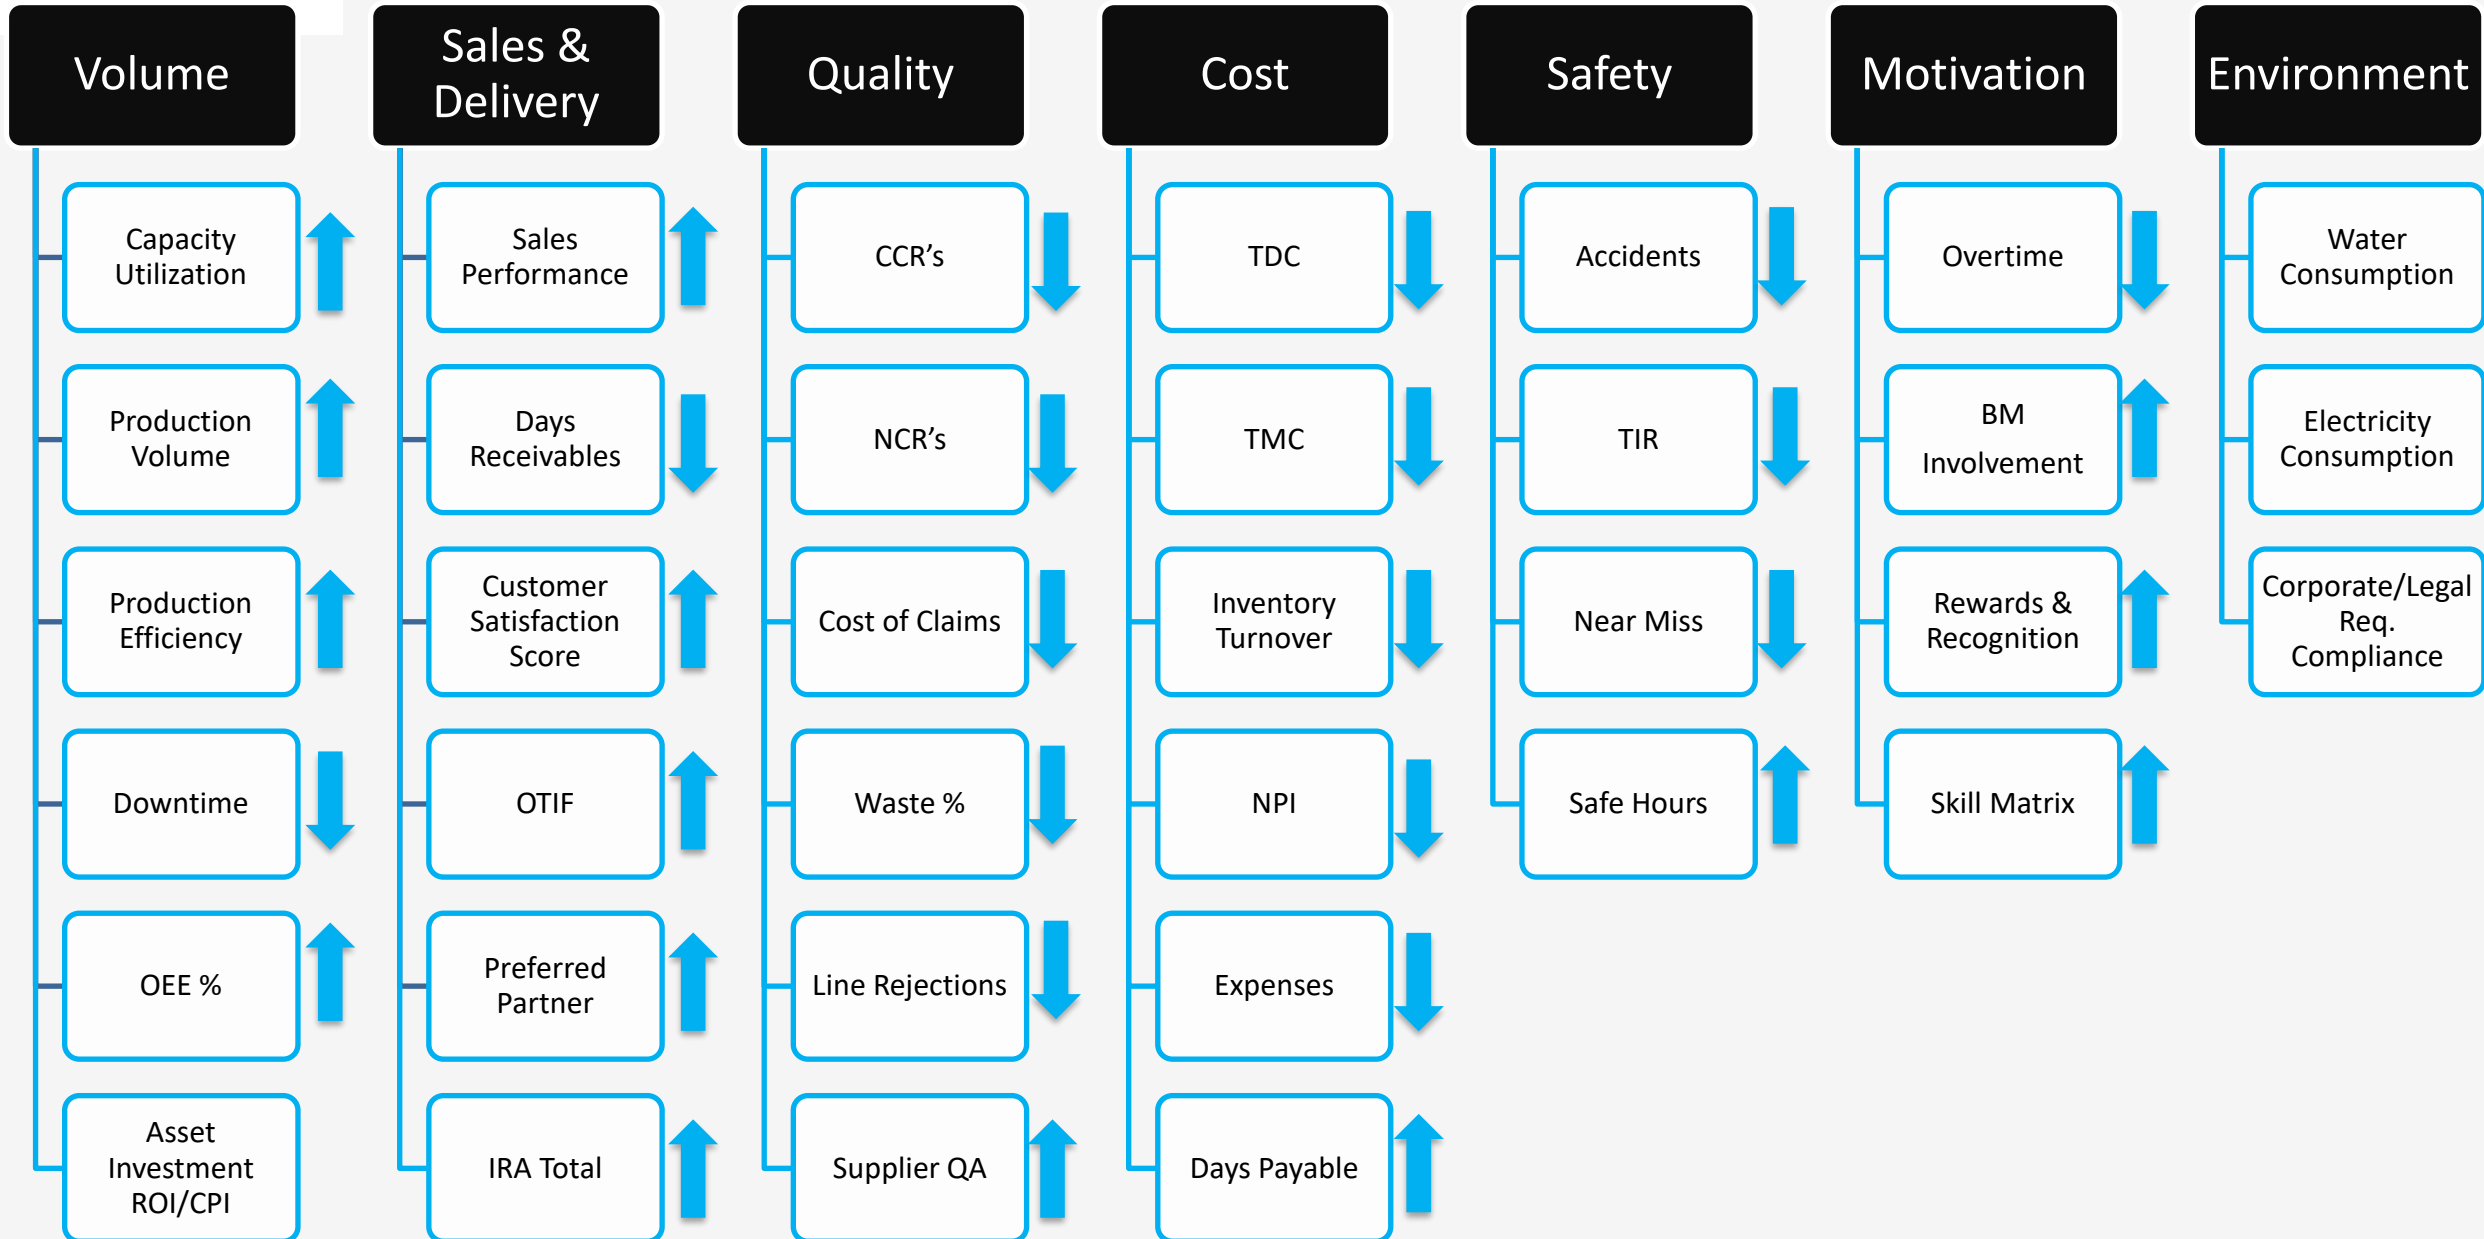 Volume
Capacity
Utilization
Production
Volume
Production
Efficiency
Downtime
OEE %
Asset
Investment
ROI/CPI
Sales &
Delivery
Sales
Performance
Days
Receivables
Customer
Satisfaction
Score
OTIF
Preferred
Partner
IRA Total
Quality
CCR’s
NCR’s
Cost of Claims
Waste %
Line Rejections
Supplier QA
Cost
TDC
TMC
Inventory
Turnover
NPI
Expenses
Days Payable
Safety
Accidents
TIR
Near Miss
Safe Hours
Motivation
Overtime
BM
Involvement
Rewards &
Recognition
Skill Matrix
Environment
Water
Consumption
Electricity
Consumption
Corporate/Legal
Req.
Compliance